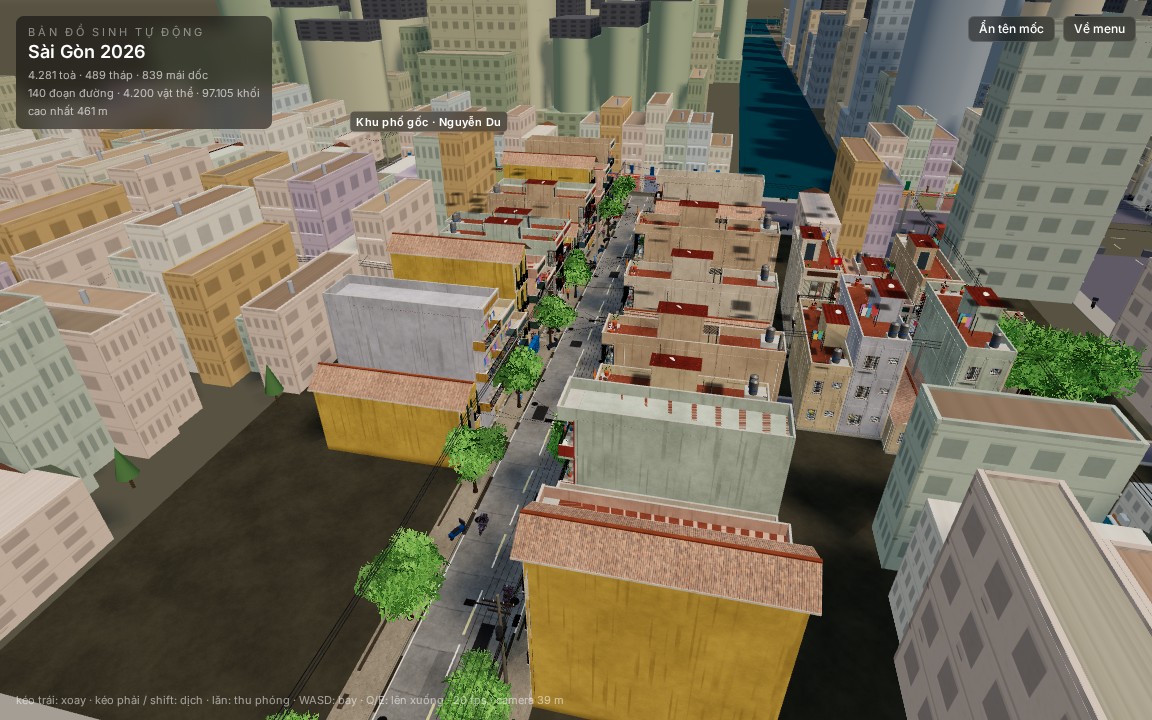 BẢN ĐỒ SINH TỰ ĐỘNG
Sài Gòn 2026
4.281 toà · 489 tháp · 839 mái dốc
140 đoạn đường · 4.200 vật thể · 97.105 khối
cao nhất 461 m
Ẩn tên mốc
Về menu
Khu phố gốc · Nguyễn Du
kéo trái: xoay · kéo phải / shift: dịch · lăn: thu phóng · WASD: bay · Q/E: lên xuống · 20 fps · camera 39 m